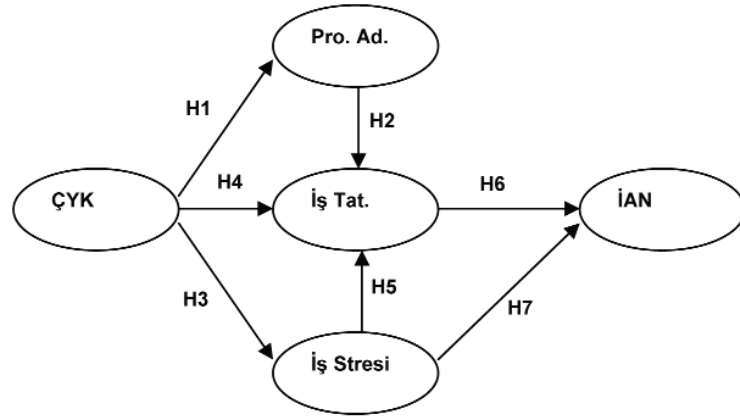 Pro. Ad.
H1
H2
ÇYK
H4
İş Tat.
H6
İAN
H3
H5
H7
İş Stresi